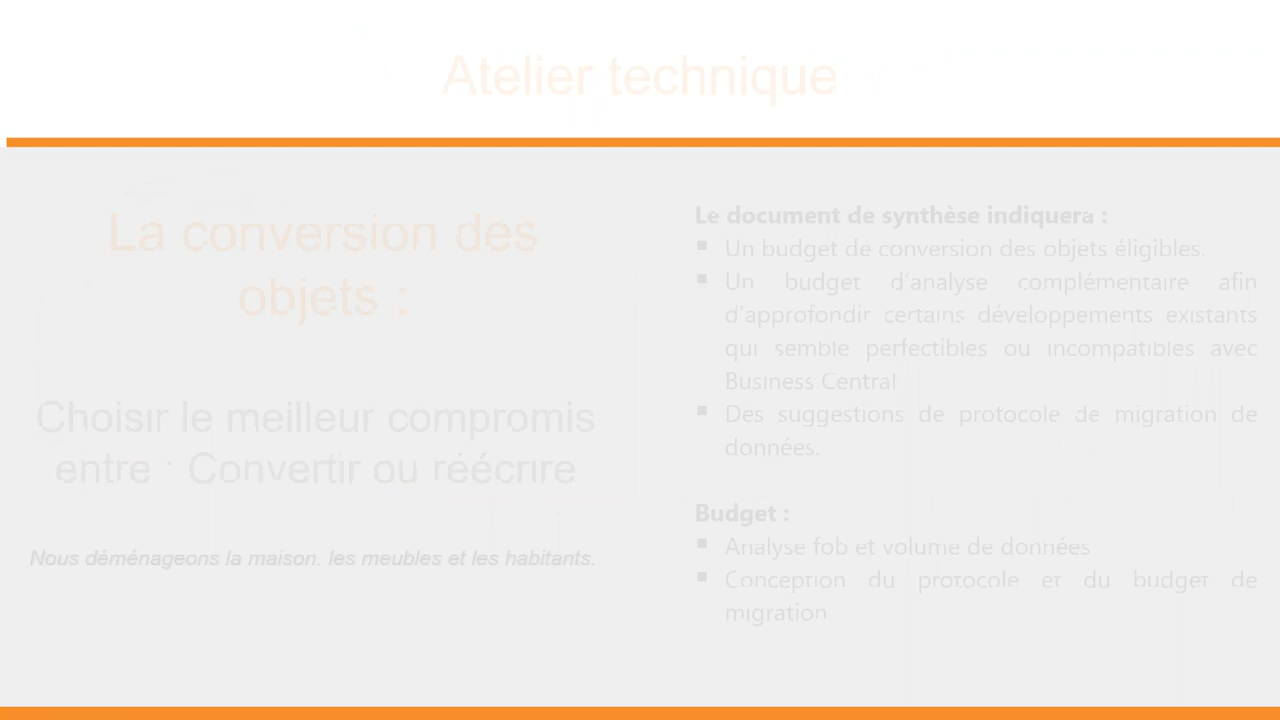 Atelier technique
La conversion des
objets :
Choisir le meilleur compromis
entre : Convertir ou réécrire
Nous déménageons la maison, les meubles et les habitants.
Le document de synthèse indiquera :
▪ Un budget de conversion des objets éligibles.
▪ Un budget d'analyse complémentaire afin
d'approfondir certains développements existants
qui semble perfectibles ou incompatibles avec
Business Central
▪ Des suggestions de protocole de migration de
données.
Budget :
▪ Analyse fob et volume de données
▪ Conception du protocole et du budget de
migration